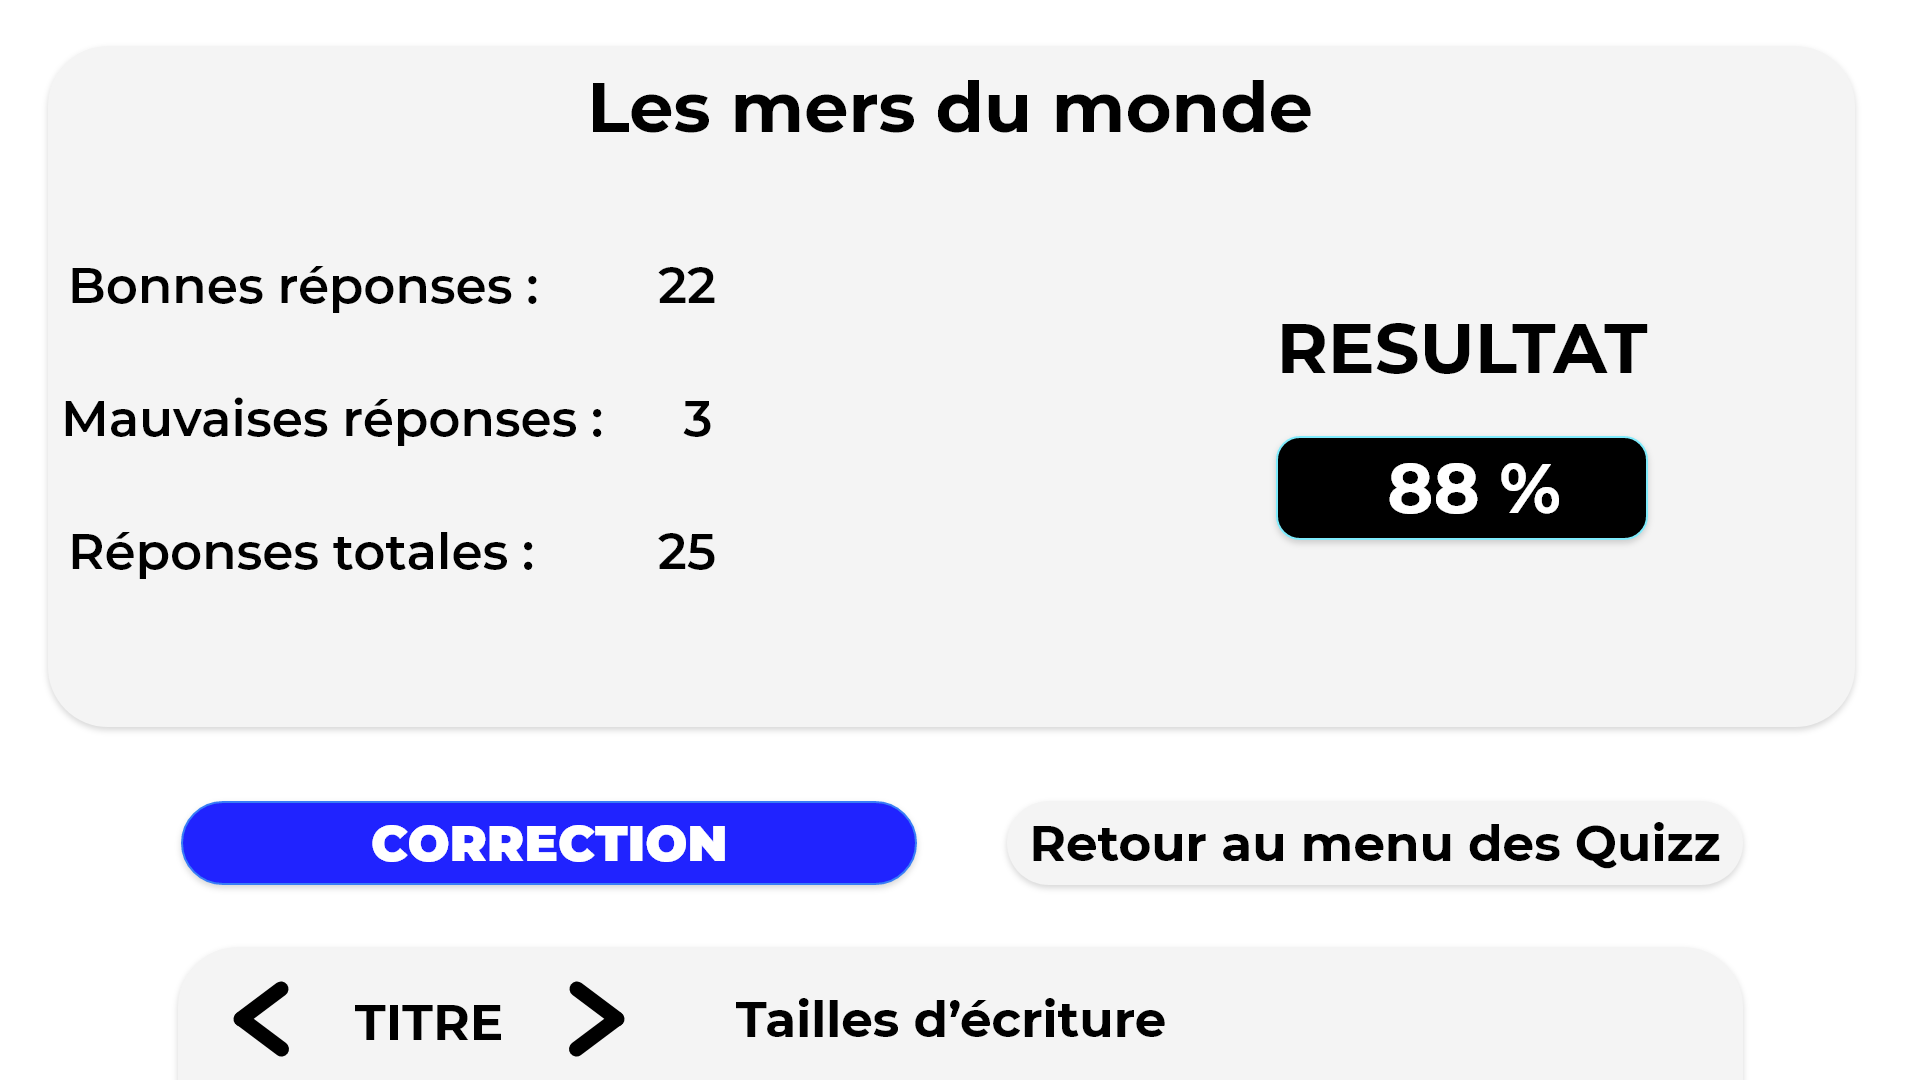 Les mers du monde
Bonnes réponses : 22
Mauvaises réponses : 3
Réponses totales : 25
RESULTAT
88 %
CORRECTION
Retour au menu des Quizz
TITRE
Tailles d’écriture